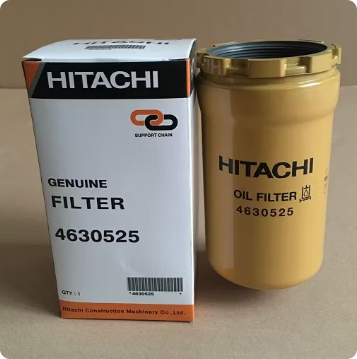 HITACHI
SUPPORT CHAIN
GENUINE
FILTER
4630525
QTY.: 1
*4630525*
Hitachi Construction Machinery Co.,Ltd.
HITACHI
OIL FILTER
4630525